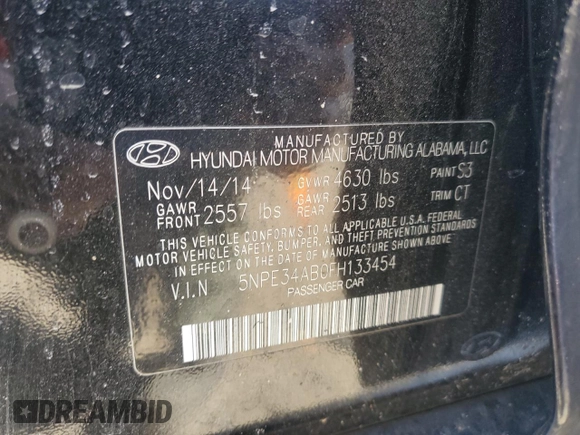 MANUFACTURED BY
HYUNDAI MOTOR MANUFACTURING ALABAMA, LLC
Nov/14/14 GVWR 4630 lbs PAINT S3
GAWR FRONT 2557 lbs GAWR REAR 2513 lbs TRIM CT
THIS VEHICLE CONFORMS TO ALL APPLICABLE U.S.A. FEDERAL
MOTOR VEHICLE SAFETY, BUMPER, AND THEFT PREVENTION STANDARDS
IN EFFECT ON THE DATE OF MANUFACTURE SHOWN ABOVE.
V.I.N 5NPE34AB0FH133454
PASSENGER CAR
DREAMBID